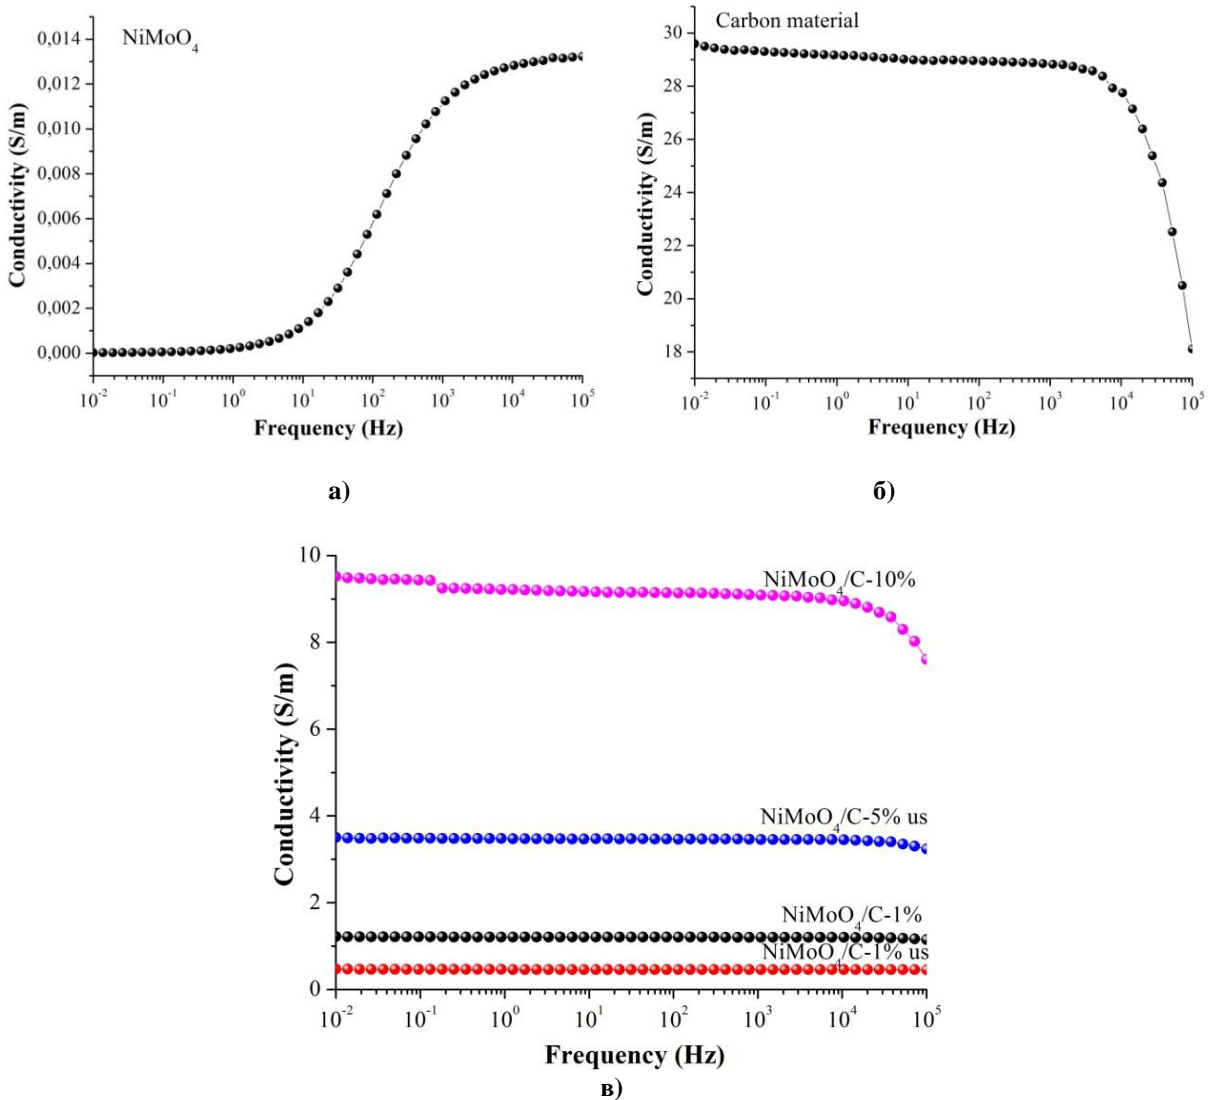 NiMoO₄
Conductivity (S/m)
0,014
0,012
0,010
0,008
0,006
0,004
0,002
0,000
10⁻² 10⁻¹ 10⁰ 10¹ 10² 10³ 10⁴ 10⁵
Frequency (Hz)
а)
Carbon material
Conductivity (S/m)
30
28
26
24
22
20
18
10⁻² 10⁻¹ 10⁰ 10¹ 10² 10³ 10⁴ 10⁵
Frequency (Hz)
б)
Conductivity (S/m)
10
8
6
4
2
0
NiMoO₄/C-10%
NiMoO₄/C-5% us
NiMoO₄/C-1%
NiMoO₄/C-1% us
10⁻² 10⁻¹ 10⁰ 10¹ 10² 10³ 10⁴ 10⁵
Frequency (Hz)
в)